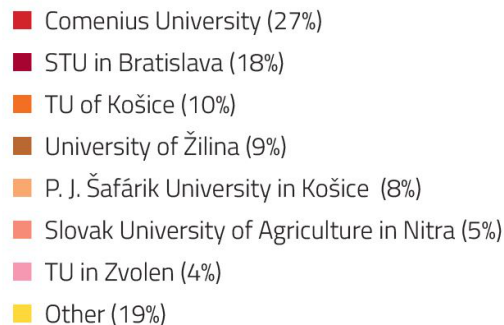 Comenius University (27%)
STU in Bratislava (18%)
TU of Košice (10%)
University of Žilina (9%)
P. J. Šafárik University in Košice (8%)
Slovak University of Agriculture in Nitra (5%)
TU in Zvolen (4%)
Other (19%)